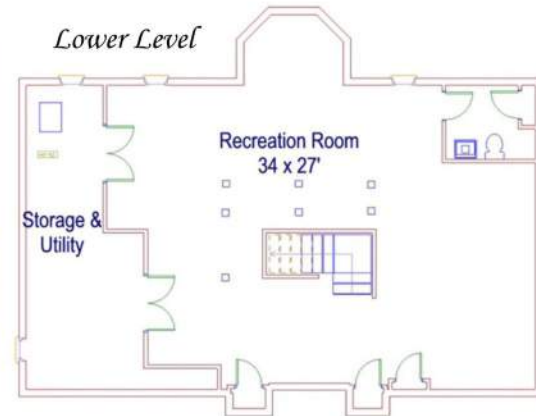 Lower Level
Recreation Room
34 x 27'
Storage &
Utility